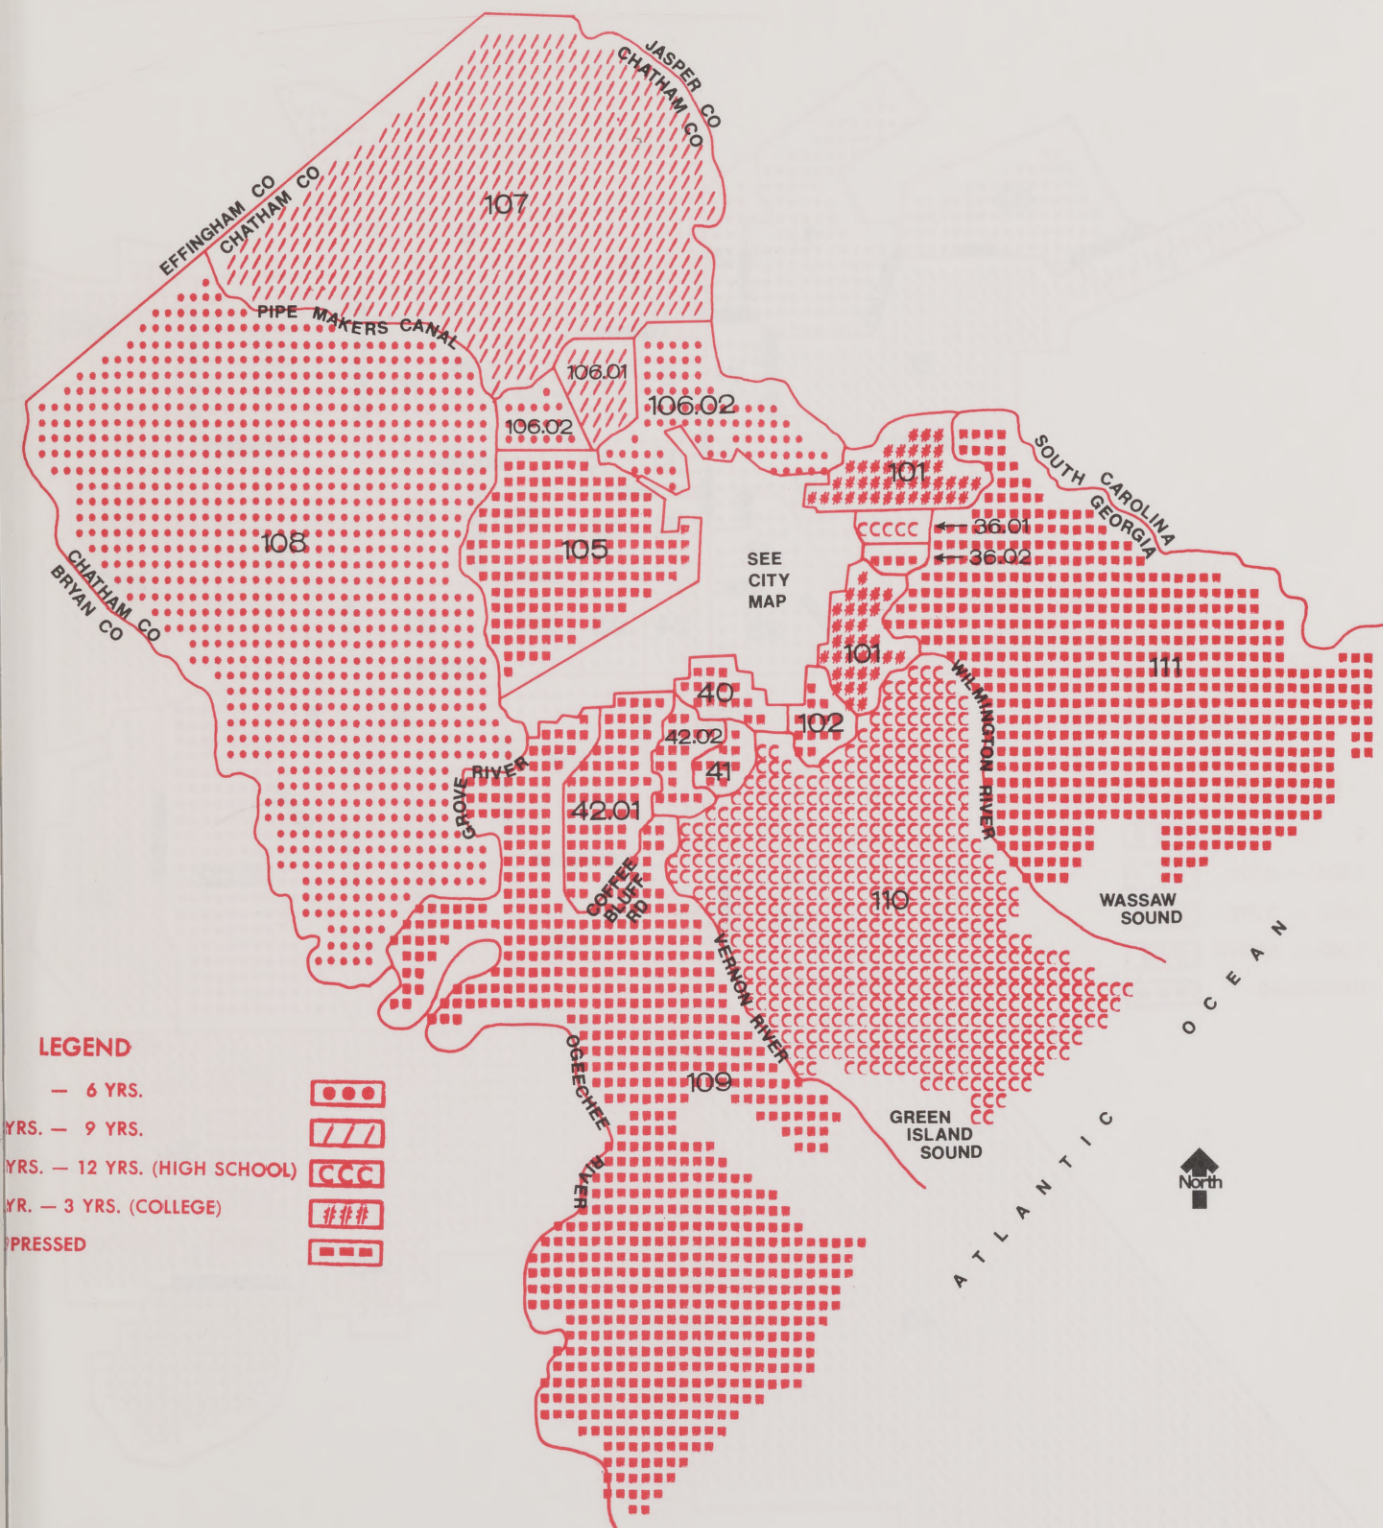 JASPER CO
CHATHAM CO
EFFINGHAM CO
CHATHAM CO
107
PIPE MAKERS CANAL
106.01
106.02
106.02
101
SOUTH CAROLINA
GEORGIA
36.01
36.02
108
105
SEE
CITY
MAP
CHATHAM CO
BRYAN CO
101
111
WILMINGTON RIVER
40
102
42.02
41
GROVE RIVER
42.01
COFFEE
BLUFF
RD
110
WASSAW
SOUND
VERNON RIVER
ATLANTIC OCEAN
OGEECHEE RIVER
109
GREEN
ISLAND
SOUND
North
LEGEND
— 6 YRS.
YRS. — 9 YRS.
YRS. — 12 YRS. (HIGH SCHOOL)
CCC
YR. — 3 YRS. (COLLEGE)
###
PRESSED